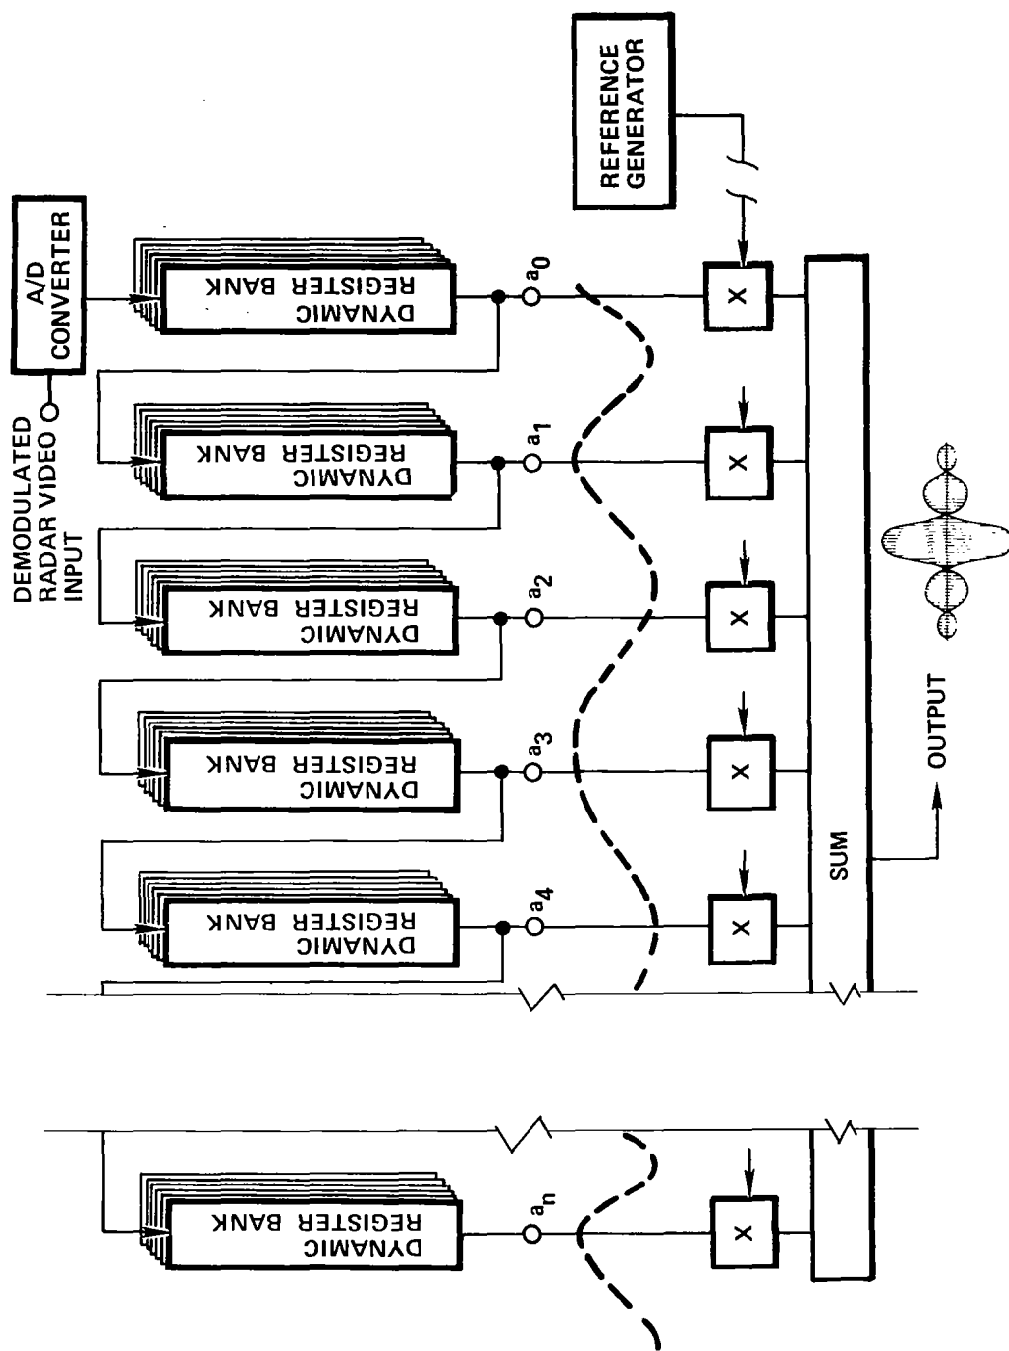 DEMODULATED
RADAR VIDEO
INPUT
A/D
CONVERTER
DYNAMIC
REGISTER BANK
DYNAMIC
REGISTER BANK
DYNAMIC
REGISTER BANK
DYNAMIC
REGISTER BANK
DYNAMIC
REGISTER BANK
DYNAMIC
REGISTER BANK
an
a4
a3
a2
a1
a0
REFERENCE
GENERATOR
X
X
X
X
X
X
SUM
OUTPUT